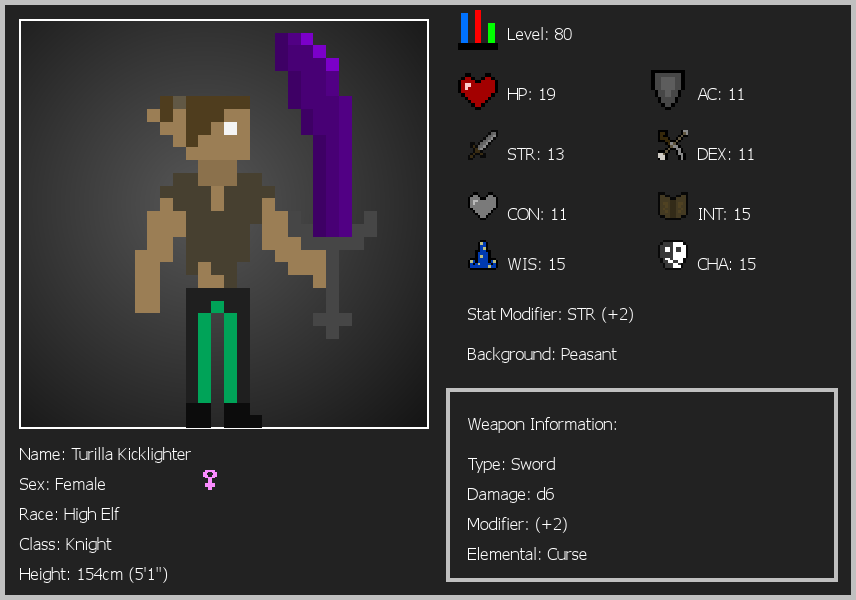 Level: 80
HP: 19
AC: 11
STR: 13
DEX: 11
CON: 11
INT: 15
WIS: 15
CHA: 15
Stat Modifier: STR (+2)
Background: Peasant
Weapon Information:
Type: Sword
Damage: d6
Modifier: (+2)
Elemental: Curse
Name: Turilla Kicklighter
Sex: Female
Race: High Elf
Class: Knight
Height: 154cm (5'1")